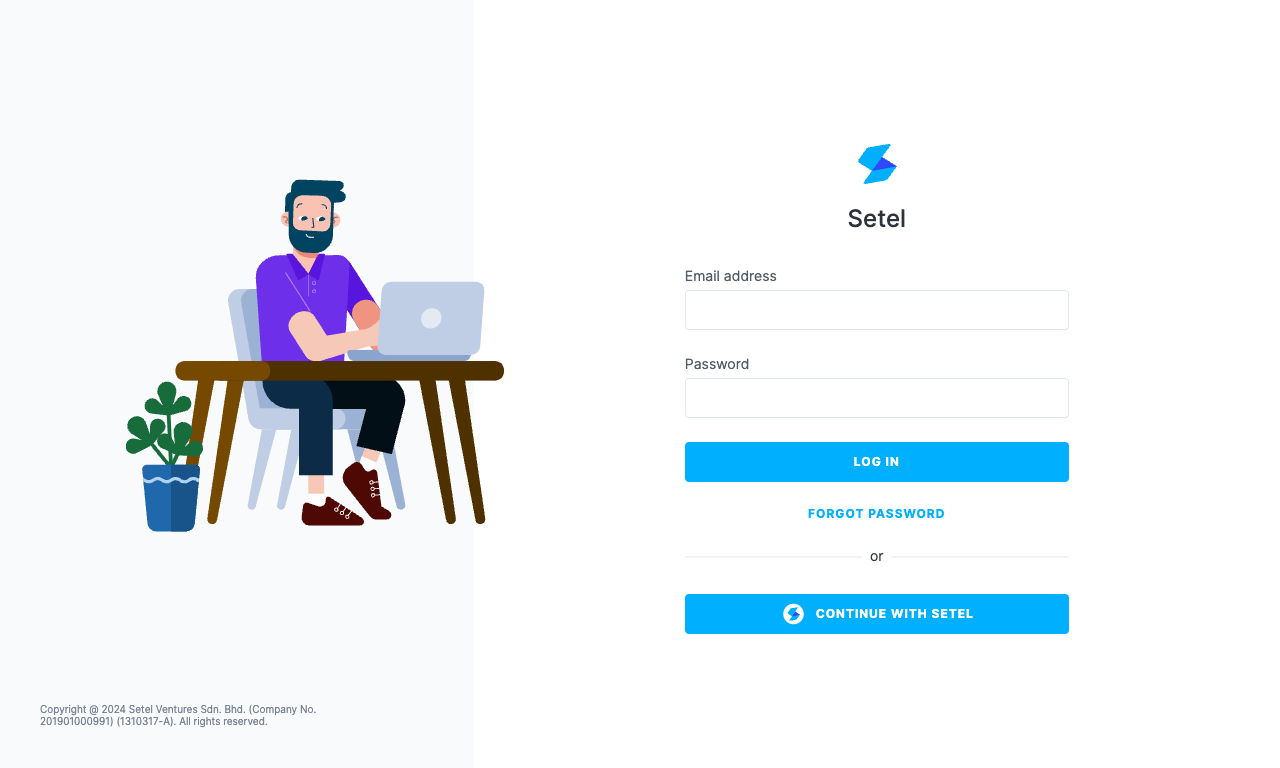 Setel
Email address
Password
LOG IN
FORGOT PASSWORD
or
CONTINUE WITH SETEL
Copyright @ 2024 Setel Ventures Sdn. Bhd. (Company No.
201901000991) (1310317-A). All rights reserved.